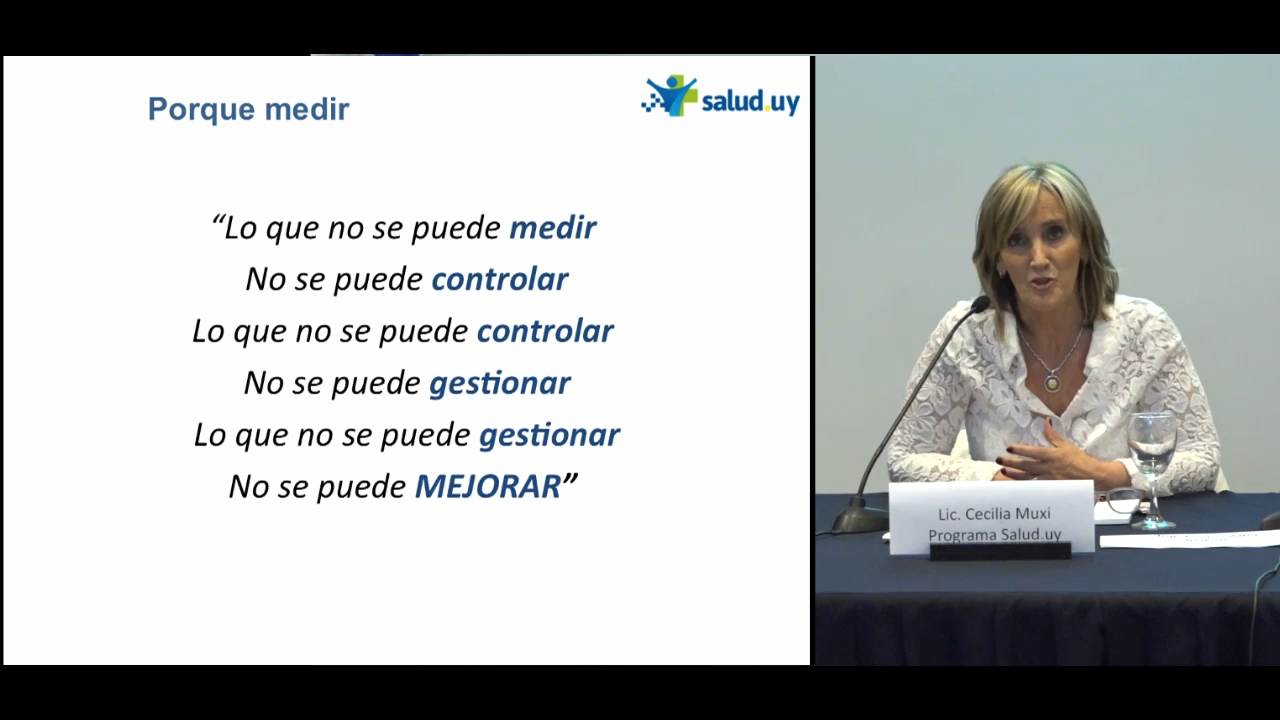 Porque medir
salud.uy
“Lo que no se puede medir
No se puede controlar
Lo que no se puede controlar
No se puede gestionar
Lo que no se puede gestionar
No se puede MEJORAR”
Lic. Cecilia Muxi
Programa Salud.uy